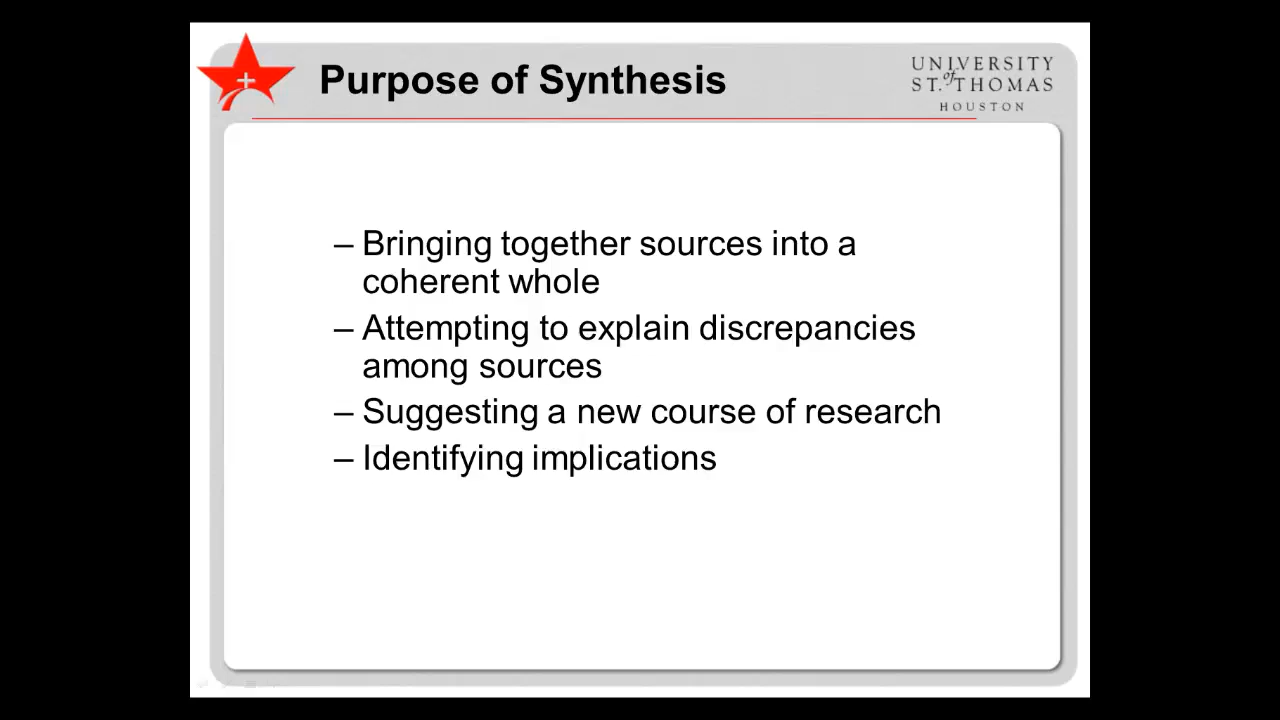 Purpose of Synthesis
UNIVERSITY
of
ST. THOMAS
HOUSTON
– Bringing together sources into a
coherent whole
– Attempting to explain discrepancies
among sources
– Suggesting a new course of research
– Identifying implications